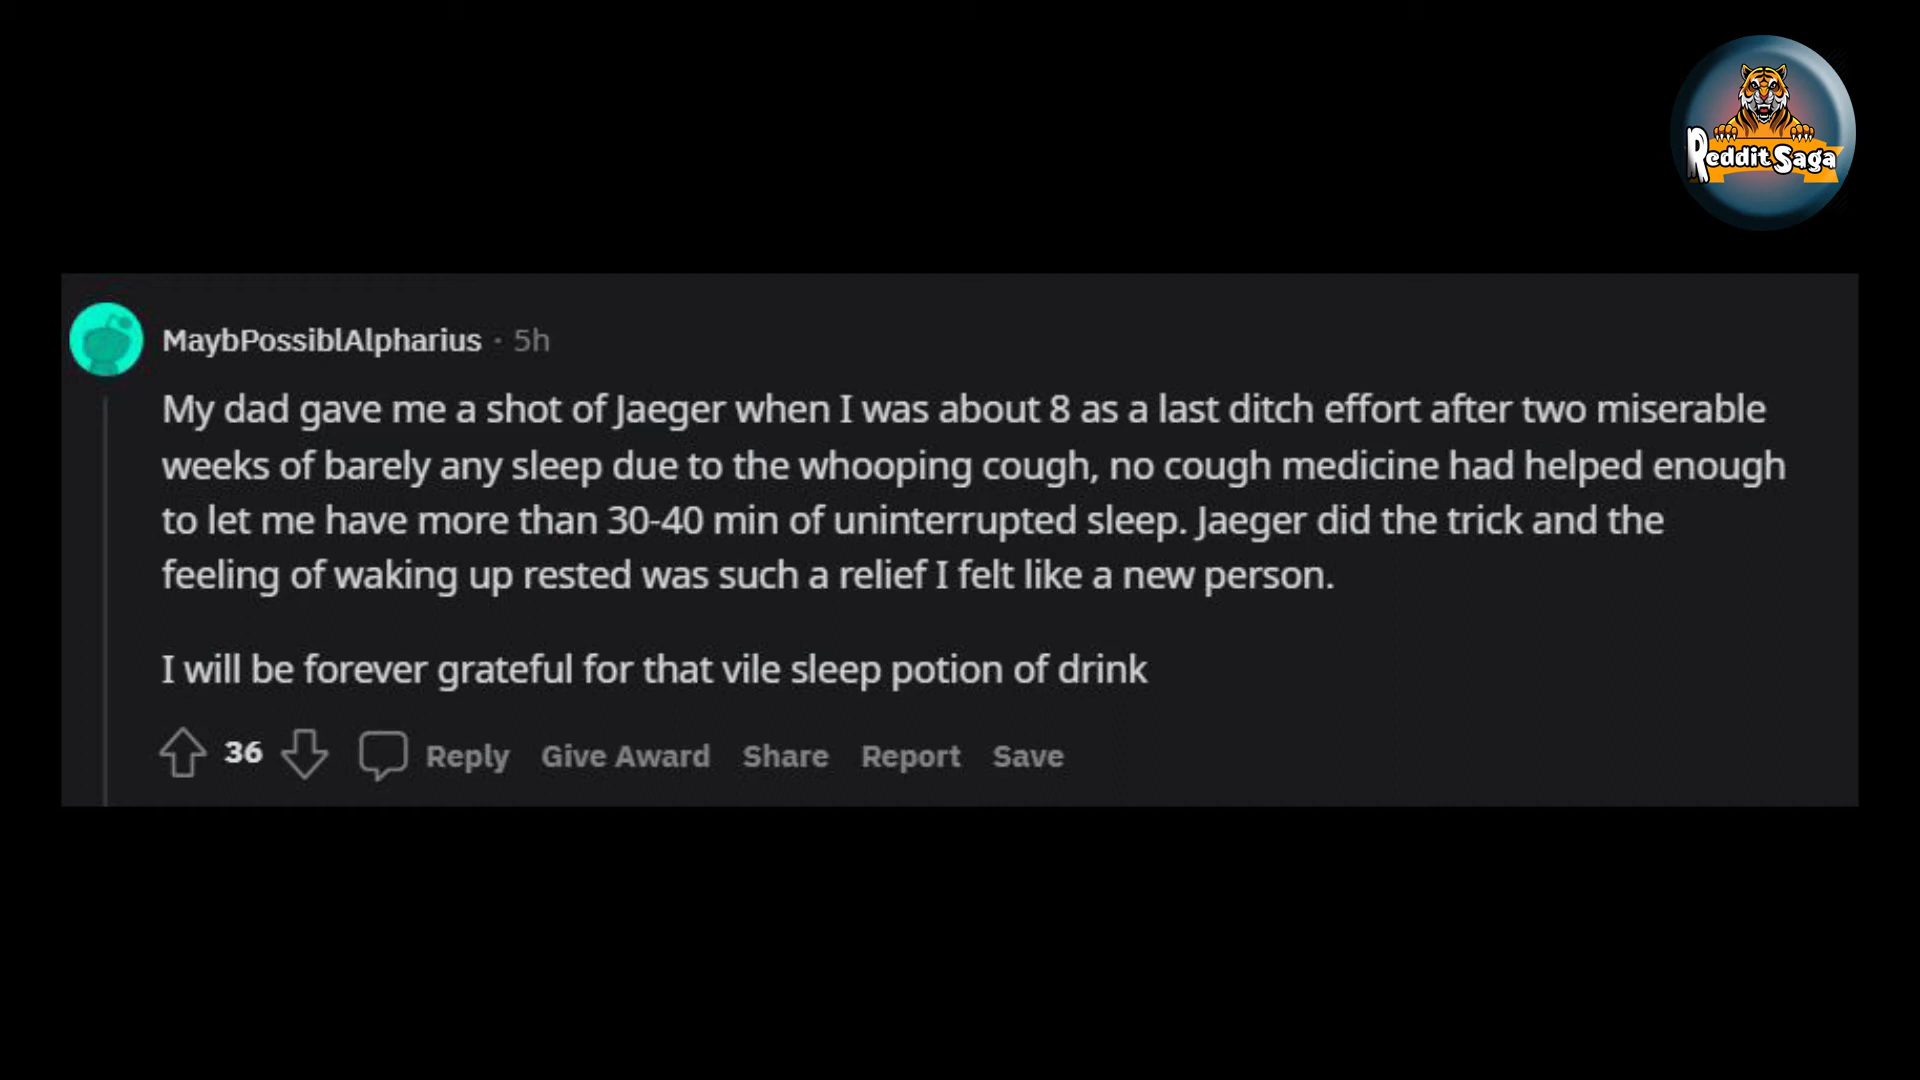 Reddit Saga
MaybPossiblAlpharius · 5h
My dad gave me a shot of Jaeger when I was about 8 as a last ditch effort after two miserable
weeks of barely any sleep due to the whooping cough, no cough medicine had helped enough
to let me have more than 30-40 min of uninterrupted sleep. Jaeger did the trick and the
feeling of waking up rested was such a relief I felt like a new person.
I will be forever grateful for that vile sleep potion of drink
36 Reply Give Award Share Report Save